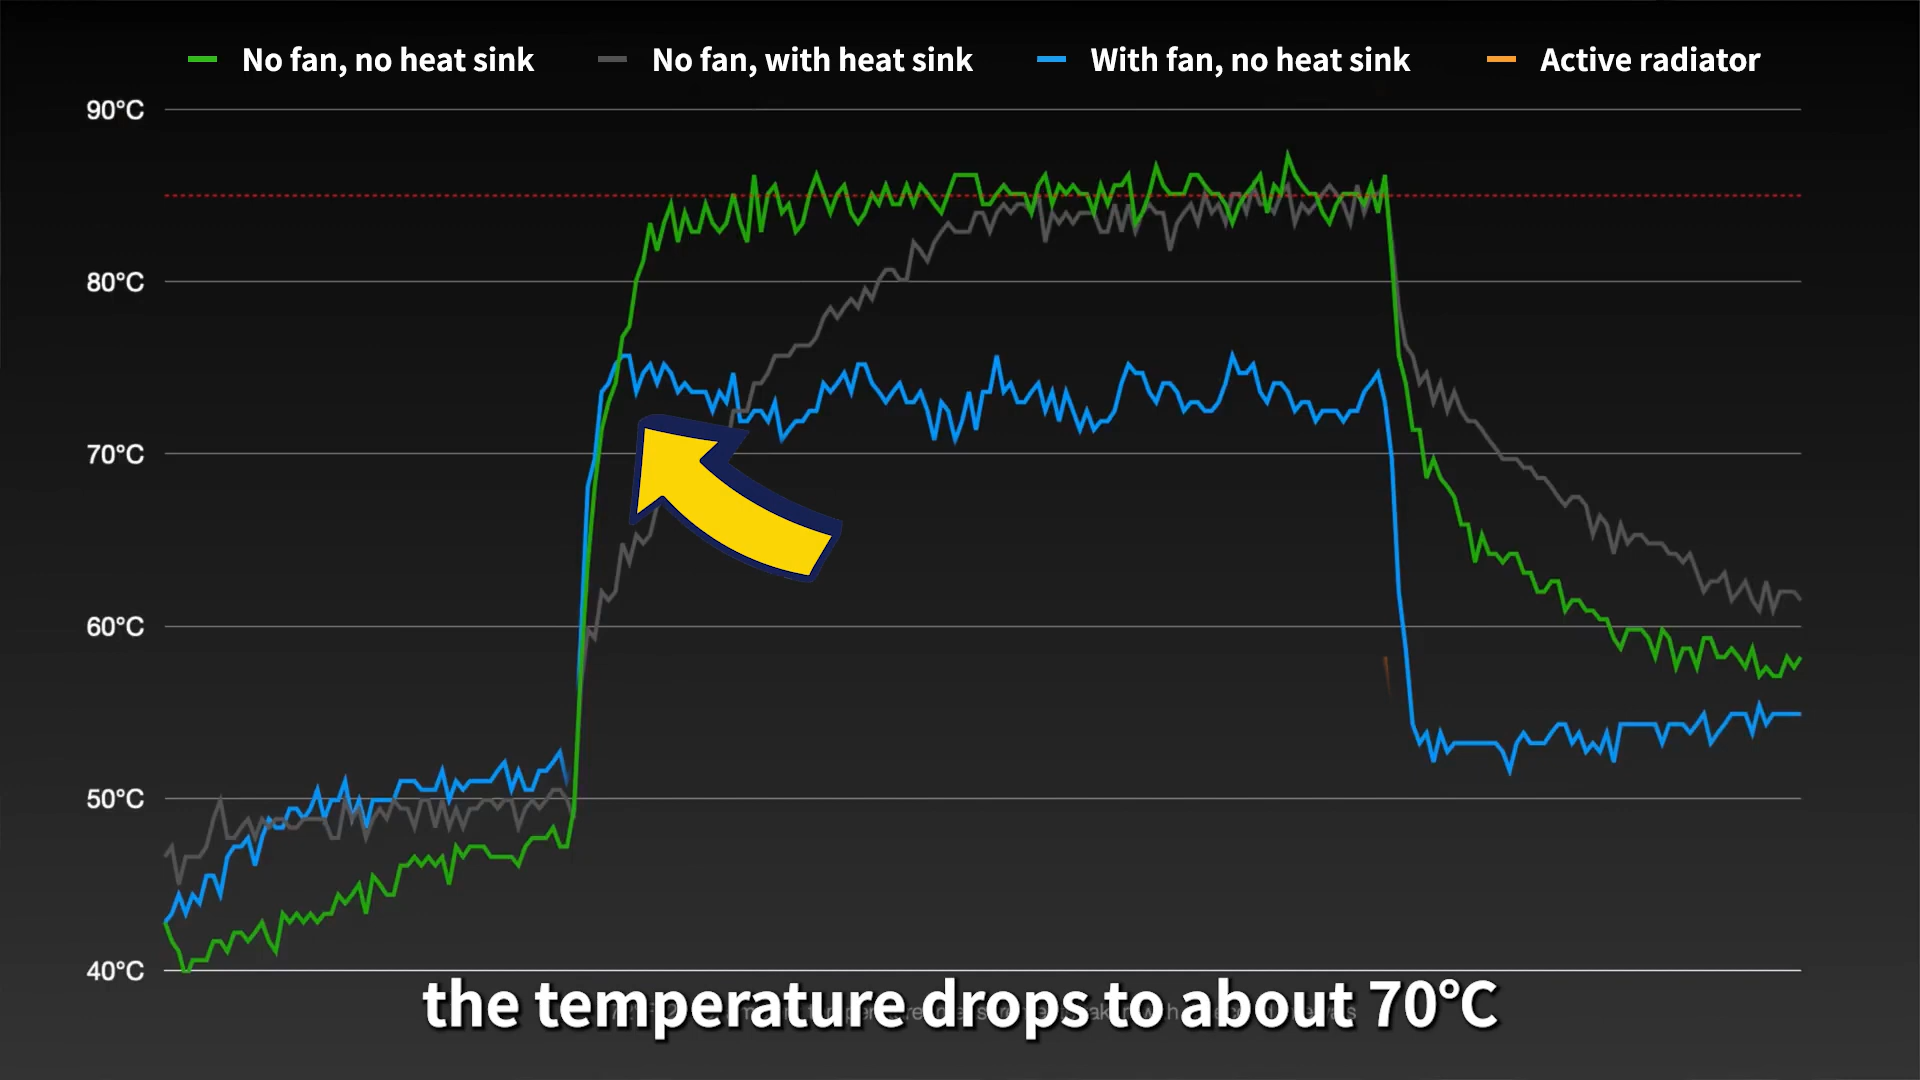 No fan, no heat sink No fan, with heat sink With fan, no heat sink Active radiator
90°C
80°C
70°C
60°C
50°C
40°C
the temperature drops to about 70°C